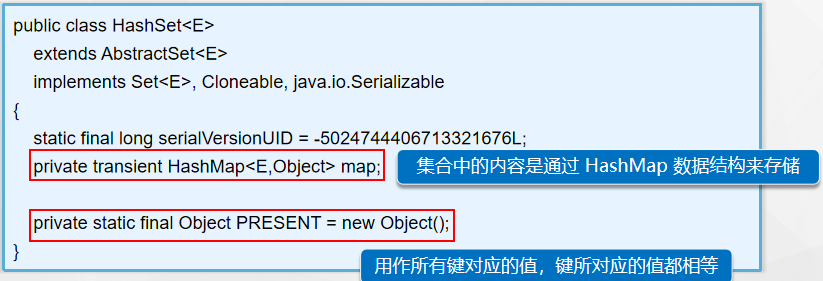 public class HashSet<E>
extends AbstractSet<E>
implements Set<E>, Cloneable, java.io.Serializable
{
static final long serialVersionUID = -5024744406713321676L;
private transient HashMap<E,Object> map;
集合中的内容是通过 HashMap 数据结构来存储
private static final Object PRESENT = new Object();
}
用作所有键对应的值，键所对应的值都相等